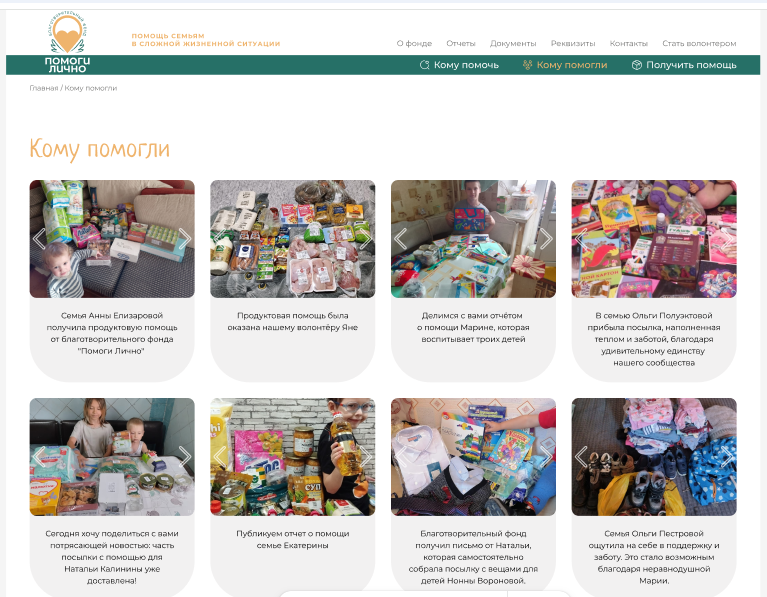 БЛАГОТВОРИТЕЛЬНЫЙ ФОНД
ПОМОГИ
ЛИЧНО
ПОМОЩЬ СЕМЬЯМ
В СЛОЖНОЙ ЖИЗНЕННОЙ СИТУАЦИИ
О фонде Отчеты Документы Реквизиты Контакты Стать волонтером
Кому помочь Кому помогли Получить помощь
Главная / Кому помогли
Кому помогли
Семья Анны Елизаровой
получила продуктовую помощь
от благотворительного фонда
"Помоги Лично"
Продуктовая помощь была
оказана нашему волонтёру Яне
Делимся с вами отчётом
о помощи Марине, которая
воспитывает троих детей
В семью Ольги Полуэктовой
прибыла посылка, наполненная
теплом и заботой, благодаря
удивительному единству
нашего сообщества
Сегодня хочу поделиться с вами
потрясающей новостью: часть
посылки с помощью для
Натальи Калинины уже
доставлена!
СУП
Публикуем отчет о помощи
семье Екатерины
Благотворительный фонд
получил письмо от Натальи,
которая самостоятельно
собрала посылку с вещами для
детей Нонны Вороновой.
Семья Ольги Пестровой
ощутила на себе в поддержку и
заботу. Это стало возможным
благодаря неравнодушной
Марии.